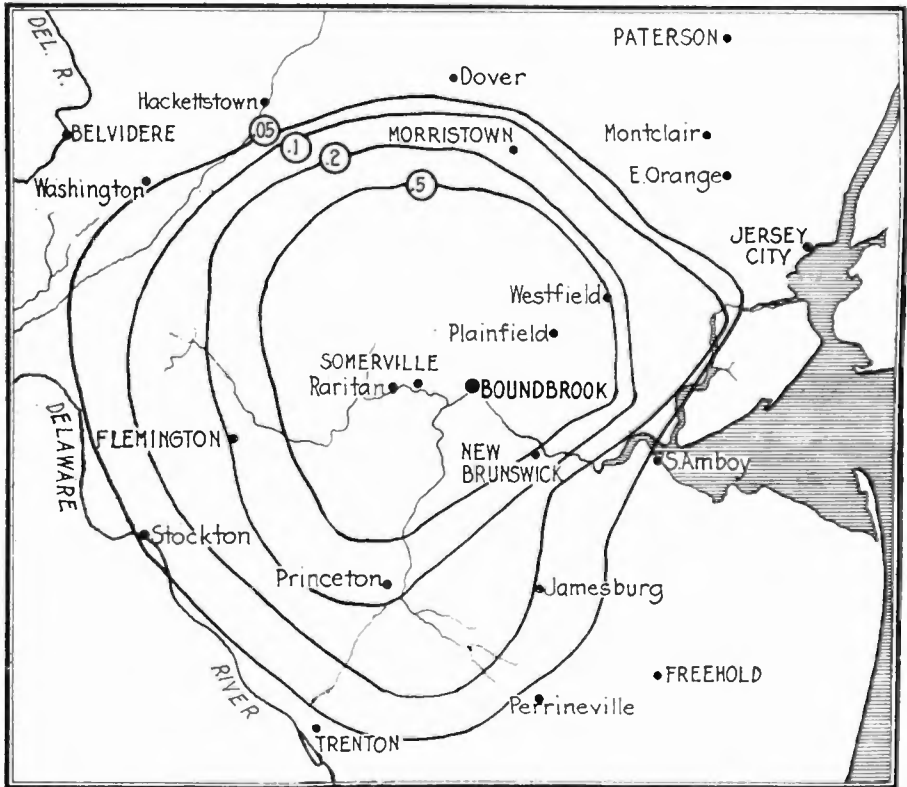 DEL. R.
PATERSON
Dover
Hackettstown
.05
BELVIDERE
.1
MORRISTOWN
Montclair
.2
Washington
.5
E.Orange
JERSEY
CITY
Westfield
Plainfield
SOMERVILLE
Raritan
BOUNDBROOK
DELAWARE
FLEMINGTON
NEW
BRUNSWICK
S.Amboy
Stockton
Princeton
Jamesburg
RIVER
FREEHOLD
Perrineville
TRENTON